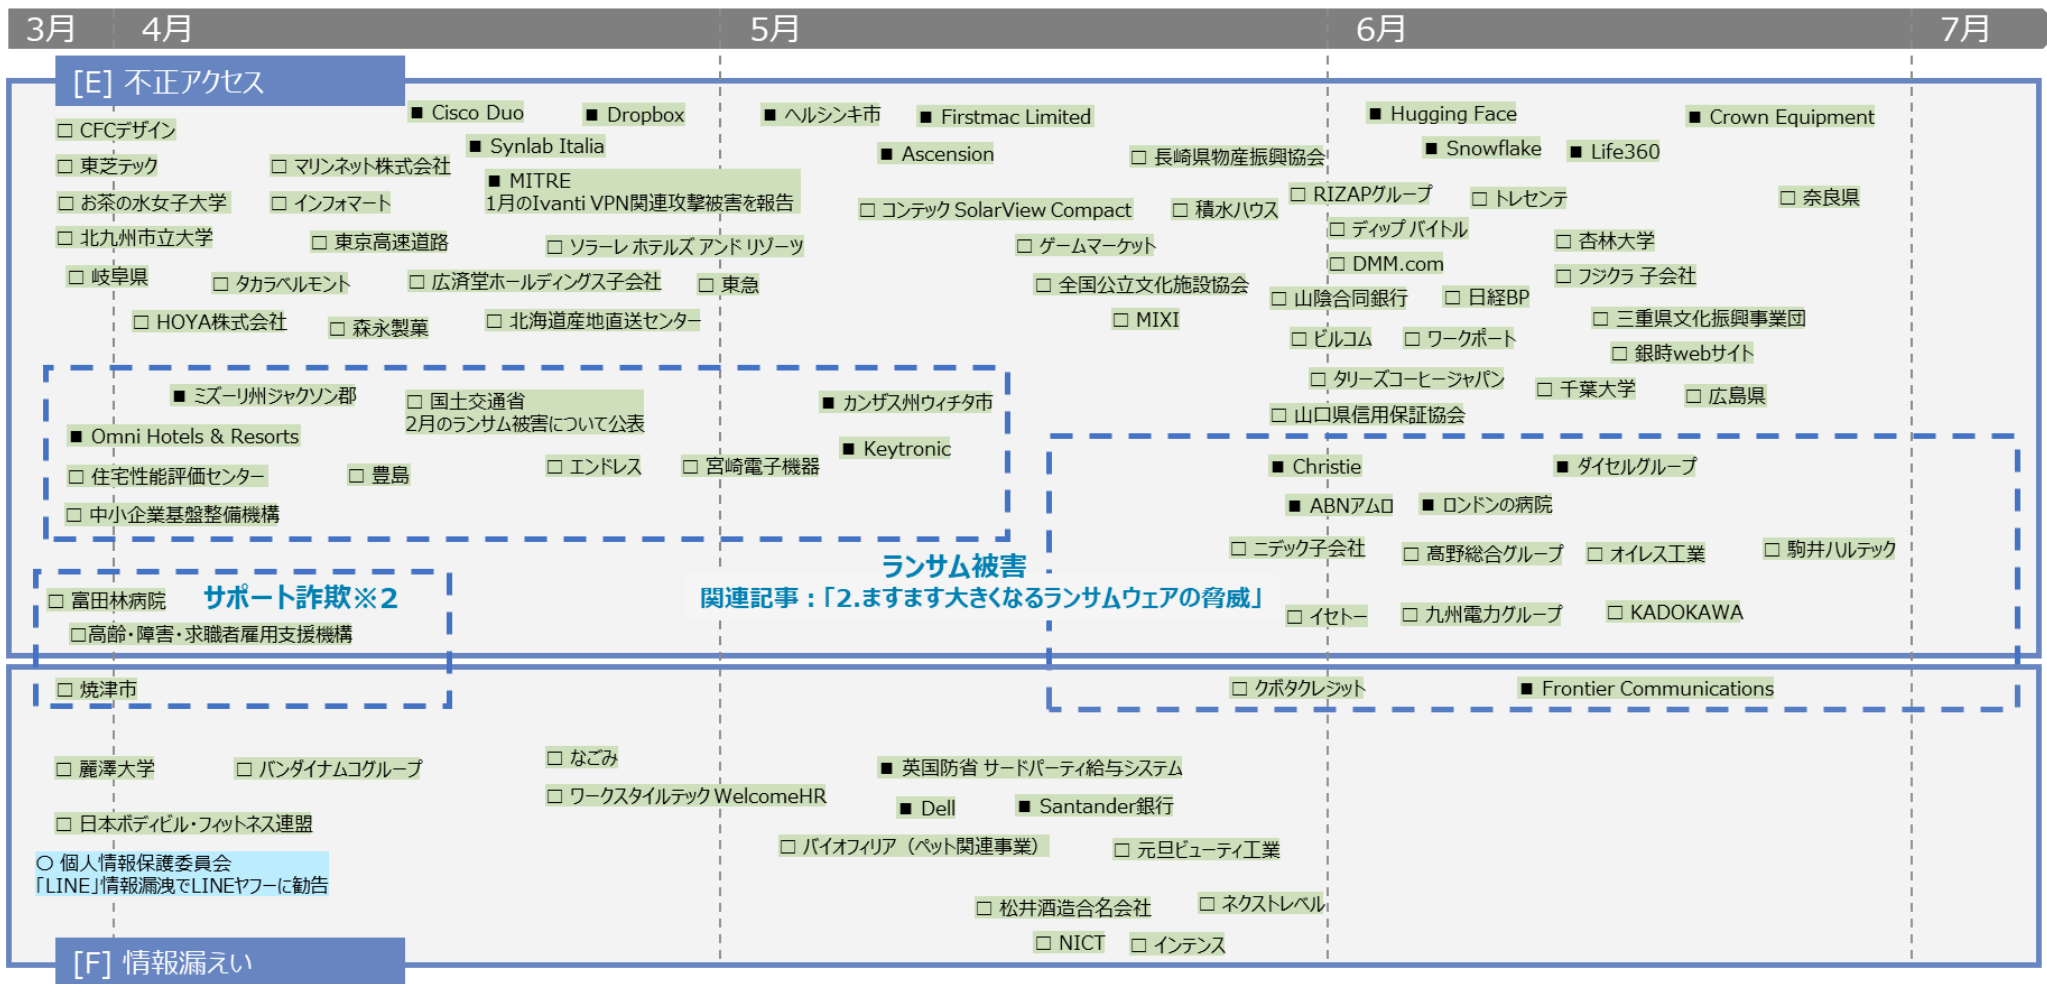 3月 4月 5月 6月 7月
[E] 不正アクセス
■ Cisco Duo
■ Dropbox
■ ヘルシンキ市
■ Firstmac Limited
■ Hugging Face
■ Crown Equipment
□ CFCデザイン
■ Synlab Italia
■ Ascension
□ 長崎県物産振興協会
■ Snowflake
■ Life360
□ 東芝テック
□ マリンネット株式会社
■ MITRE
1月のIvanti VPN関連攻撃被害を報告
□ RIZAPグループ
□ トレセンテ
□ 奈良県
□ お茶の水女子大学
□ インフォマート
□ コンテック SolarView Compact
□ 積水ハウス
□ ディップ バイトル
□ 北九州市立大学
□ 東京高速道路
□ ソラーレ ホテルズ アンド リゾーツ
□ ゲームマーケット
□ 杏林大学
□ DMM.com
□ 岐阜県
□ タカラベルモント
□ 広済堂ホールディングス子会社
□ 東急
□ 全国公立文化施設協会
□ フジクラ 子会社
□ 山陰合同銀行
□ 日経BP
□ HOYA株式会社
□ 森永製菓
□ 北海道産地直送センター
□ MIXI
□ 三重県文化振興事業団
□ ビルコム
□ ワークポート
□ 銀時webサイト
□ タリーズコーヒージャパン
□ 千葉大学
□ 広島県
□ 山口県信用保証協会
■ ミズーリ州ジャクソン郡
□ 国土交通省
2月のランサム被害について公表
■ カンザス州ウィチタ市
■ Omni Hotels & Resorts
■ Keytronic
□ 住宅性能評価センター
□ 豊島
□ エンドレス
□ 宮崎電子機器
□ 中小企業基盤整備機構
■ Christie
■ ダイセルグループ
■ ABNアムロ
■ ロンドンの病院
□ ニデック子会社
□ 髙野総合グループ
□ オイレス工業
□ 駒井ハルテック
ランサム被害
関連記事：「2.ますます大きくなるランサムウェアの脅威」
□ イセトー
□ 九州電力グループ
□ KADOKAWA
□ 富田林病院
サポート詐欺※2
□高齢・障害・求職者雇用支援機構
□ 焼津市
□ クボタクレジット
■ Frontier Communications
□ 麗澤大学
□ バンダイナムコグループ
□ なごみ
■ 英国防省 サードパーティ給与システム
□ ワークスタイルテック WelcomeHR
■ Dell
■ Santander銀行
□ 日本ボディビル・フィットネス連盟
□ バイオフィリア（ペット関連事業）
□ 元旦ビューティ工業
○ 個人情報保護委員会
「LINE」情報漏洩でLINEヤフーに勧告
□ 松井酒造合名会社
□ ネクストレベル
□ NICT
□ インテンス
[F] 情報漏えい